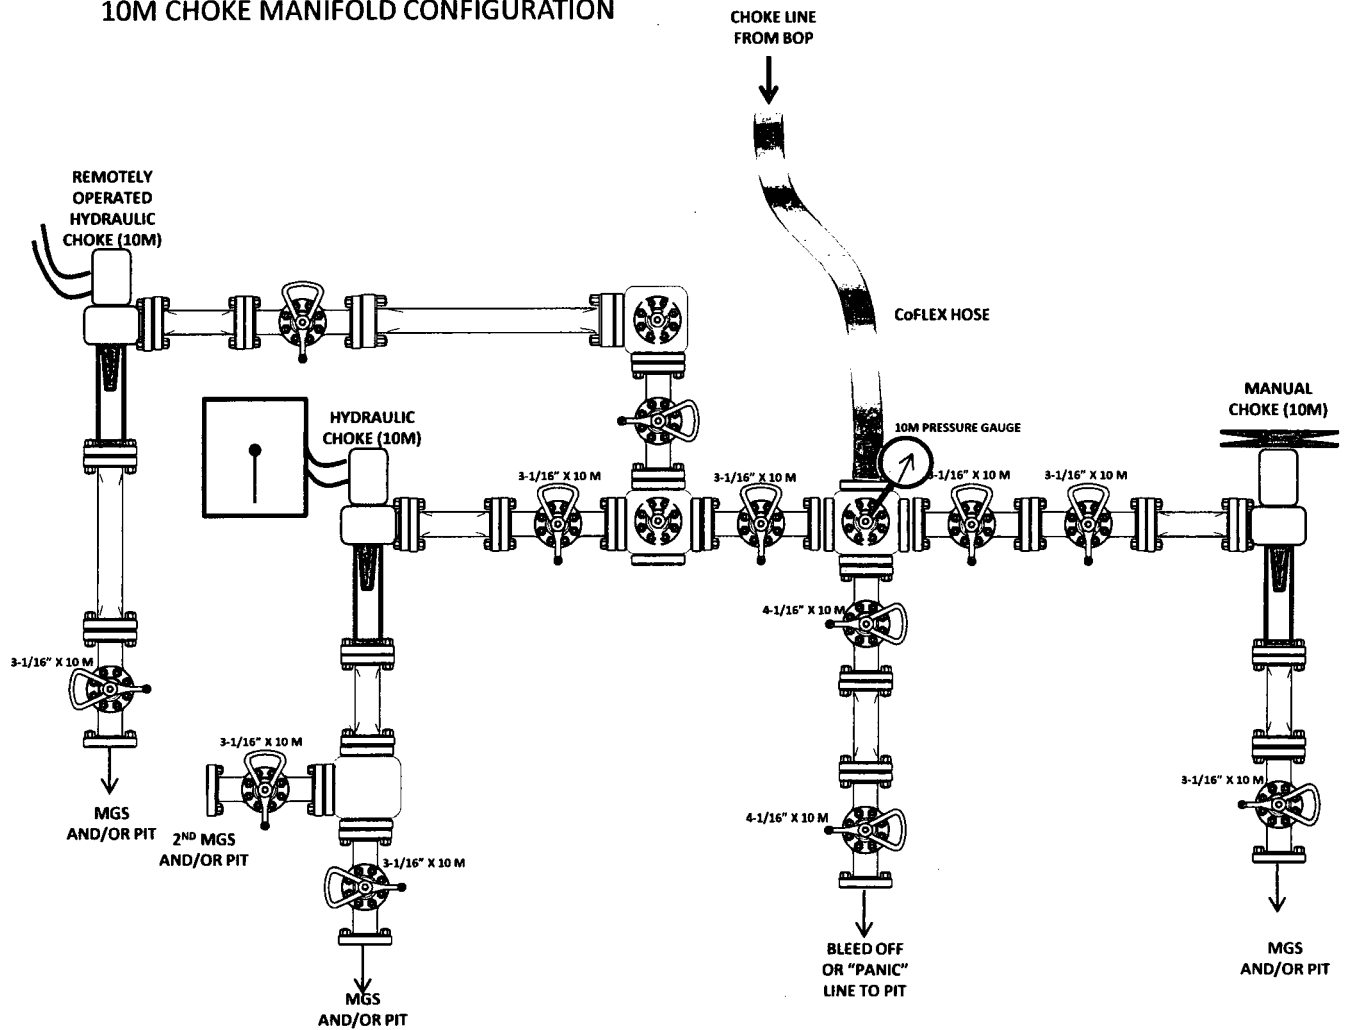 10M CHOKE MANIFOLD CONFIGURATION
CHOKE LINE
FROM BOP
REMOTELY
OPERATED
HYDRAULIC
CHOKE (10M)
CoFLEX HOSE
HYDRAULIC
CHOKE (10M)
MANUAL
CHOKE (10M)
10M PRESSURE GAUGE
3-1/16" X 10 M
3-1/16" X 10 M
3-1/16" X 10 M
3-1/16" X 10 M
4-1/16" X 10 M
3-1/16" X 10 M
3-1/16" X 10 M
3-1/16" X 10 M
MGS
AND/OR PIT
2ND MGS
AND/OR PIT
4-1/16" X 10 M
3-1/16" X 10 M
BLEED OFF
OR "PANIC"
LINE TO PIT
MGS
AND/OR PIT
MGS
AND/OR PIT